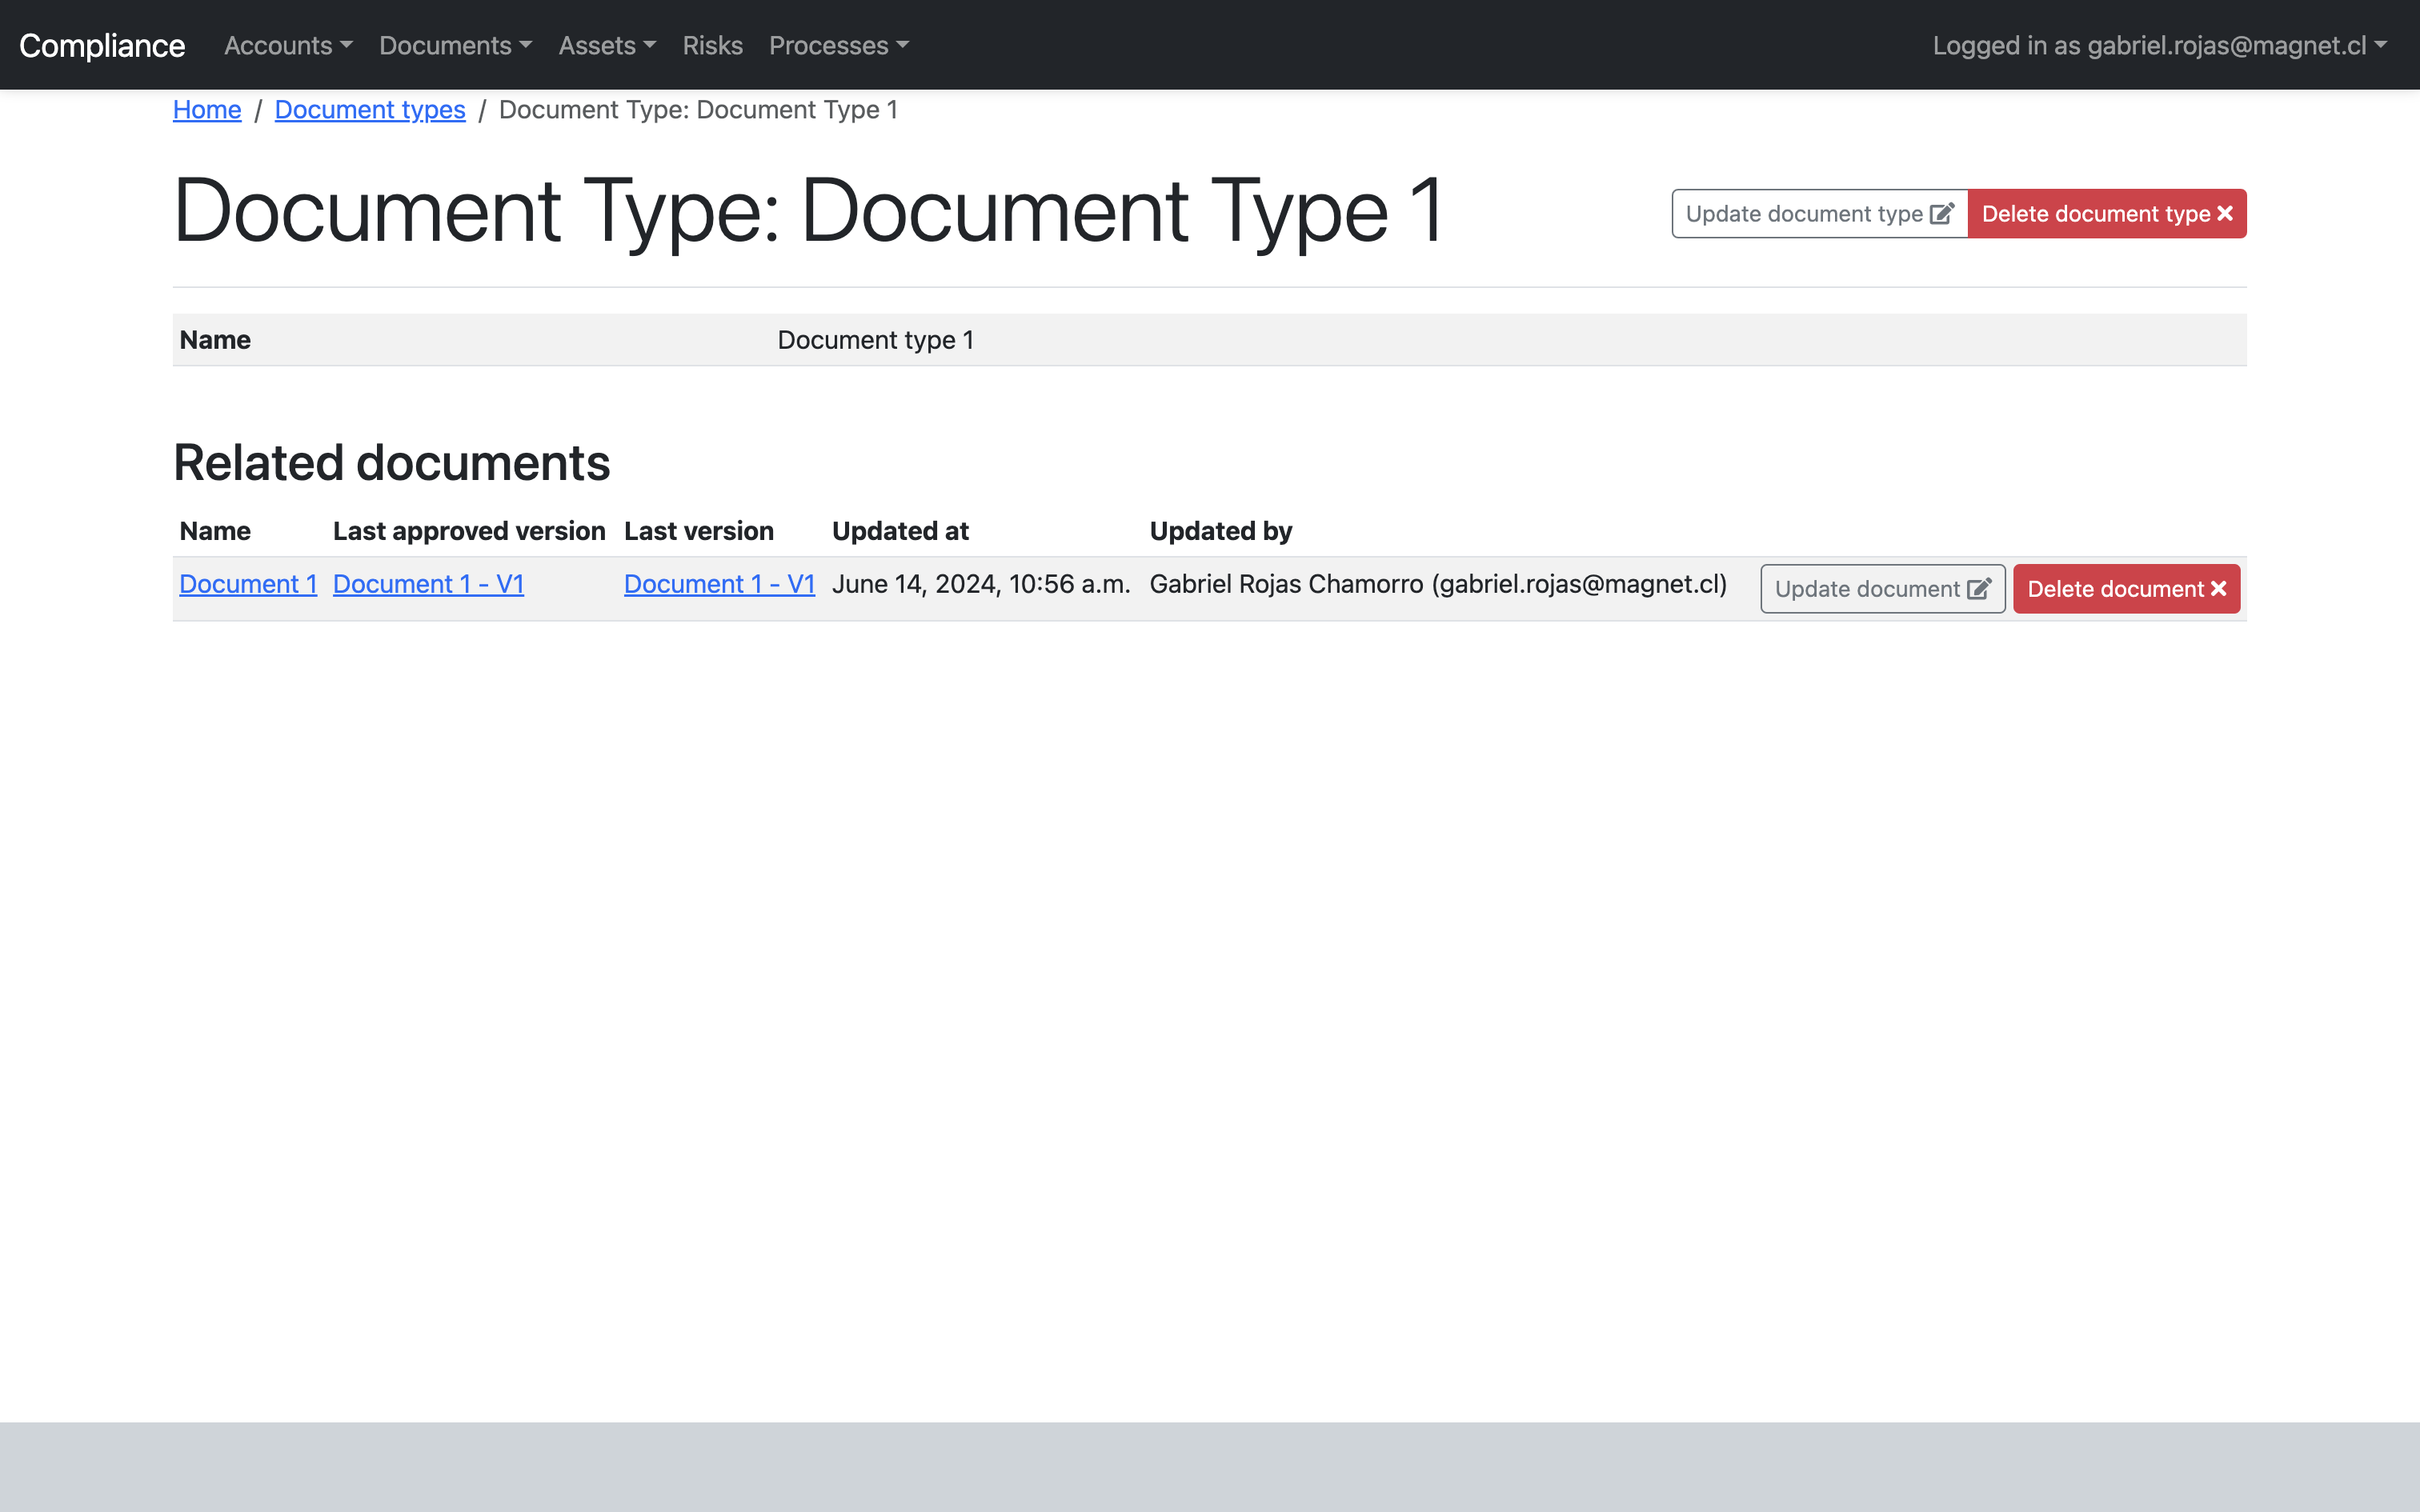 Compliance Accounts Documents Assets Risks Processes Logged in as gabriel.rojas@magnet.cl
Home / Document types / Document Type: Document Type 1
Document Type: Document Type 1
Update document type Delete document type
Name Document type 1
Related documents
Name Last approved version Last version Updated at Updated by
Document 1 Document 1 - V1 Document 1 - V1 June 14, 2024, 10:56 a.m. Gabriel Rojas Chamorro (gabriel.rojas@magnet.cl) Update document Delete document